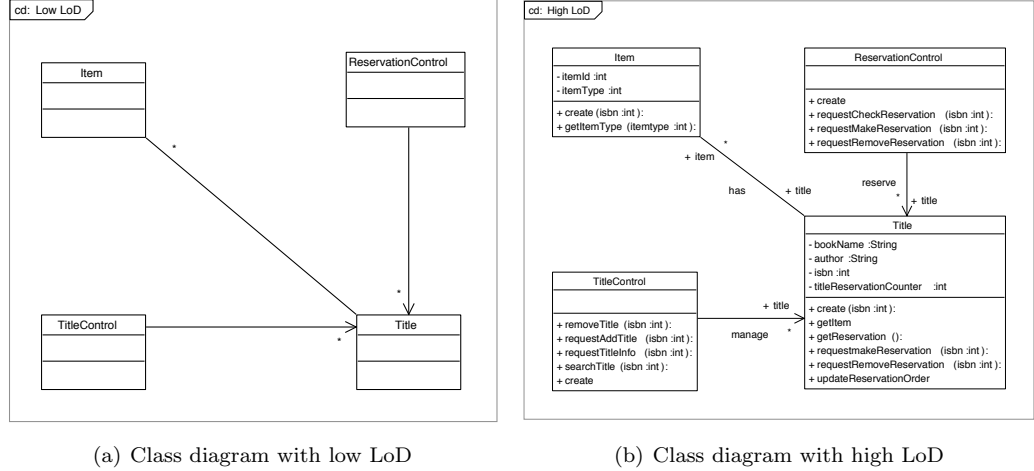 cd: Low LoD
Item
ReservationControl
*
*
TitleControl
*
Title
(a) Class diagram with low LoD
cd: High LoD
Item
- itemId :int
- itemType :int
+ create (isbn :int):
+ getItemType (itemtype :int):
ReservationControl
+ create
+ requestCheckReservation (isbn :int):
+ requestMakeReservation (isbn :int):
+ requestRemoveReservation (isbn :int):
*
+ item
has
+ title
reserve
*
+ title
Title
- bookName :String
- author :String
- isbn :int
- titleReservationCounter :int
+ create (isbn :int):
+ getItem
+ getReservation ():
+ requestmakeReservation (isbn :int):
+ requestRemoveReservation (isbn :int):
+ updateReservationOrder
TitleControl
+ removeTitle (isbn :int):
+ requestAddTitle (isbn :int):
+ requestTitleInfo (isbn :int):
+ searchTitle (isbn :int):
+ create
+ title
manage
*
(b) Class diagram with high LoD